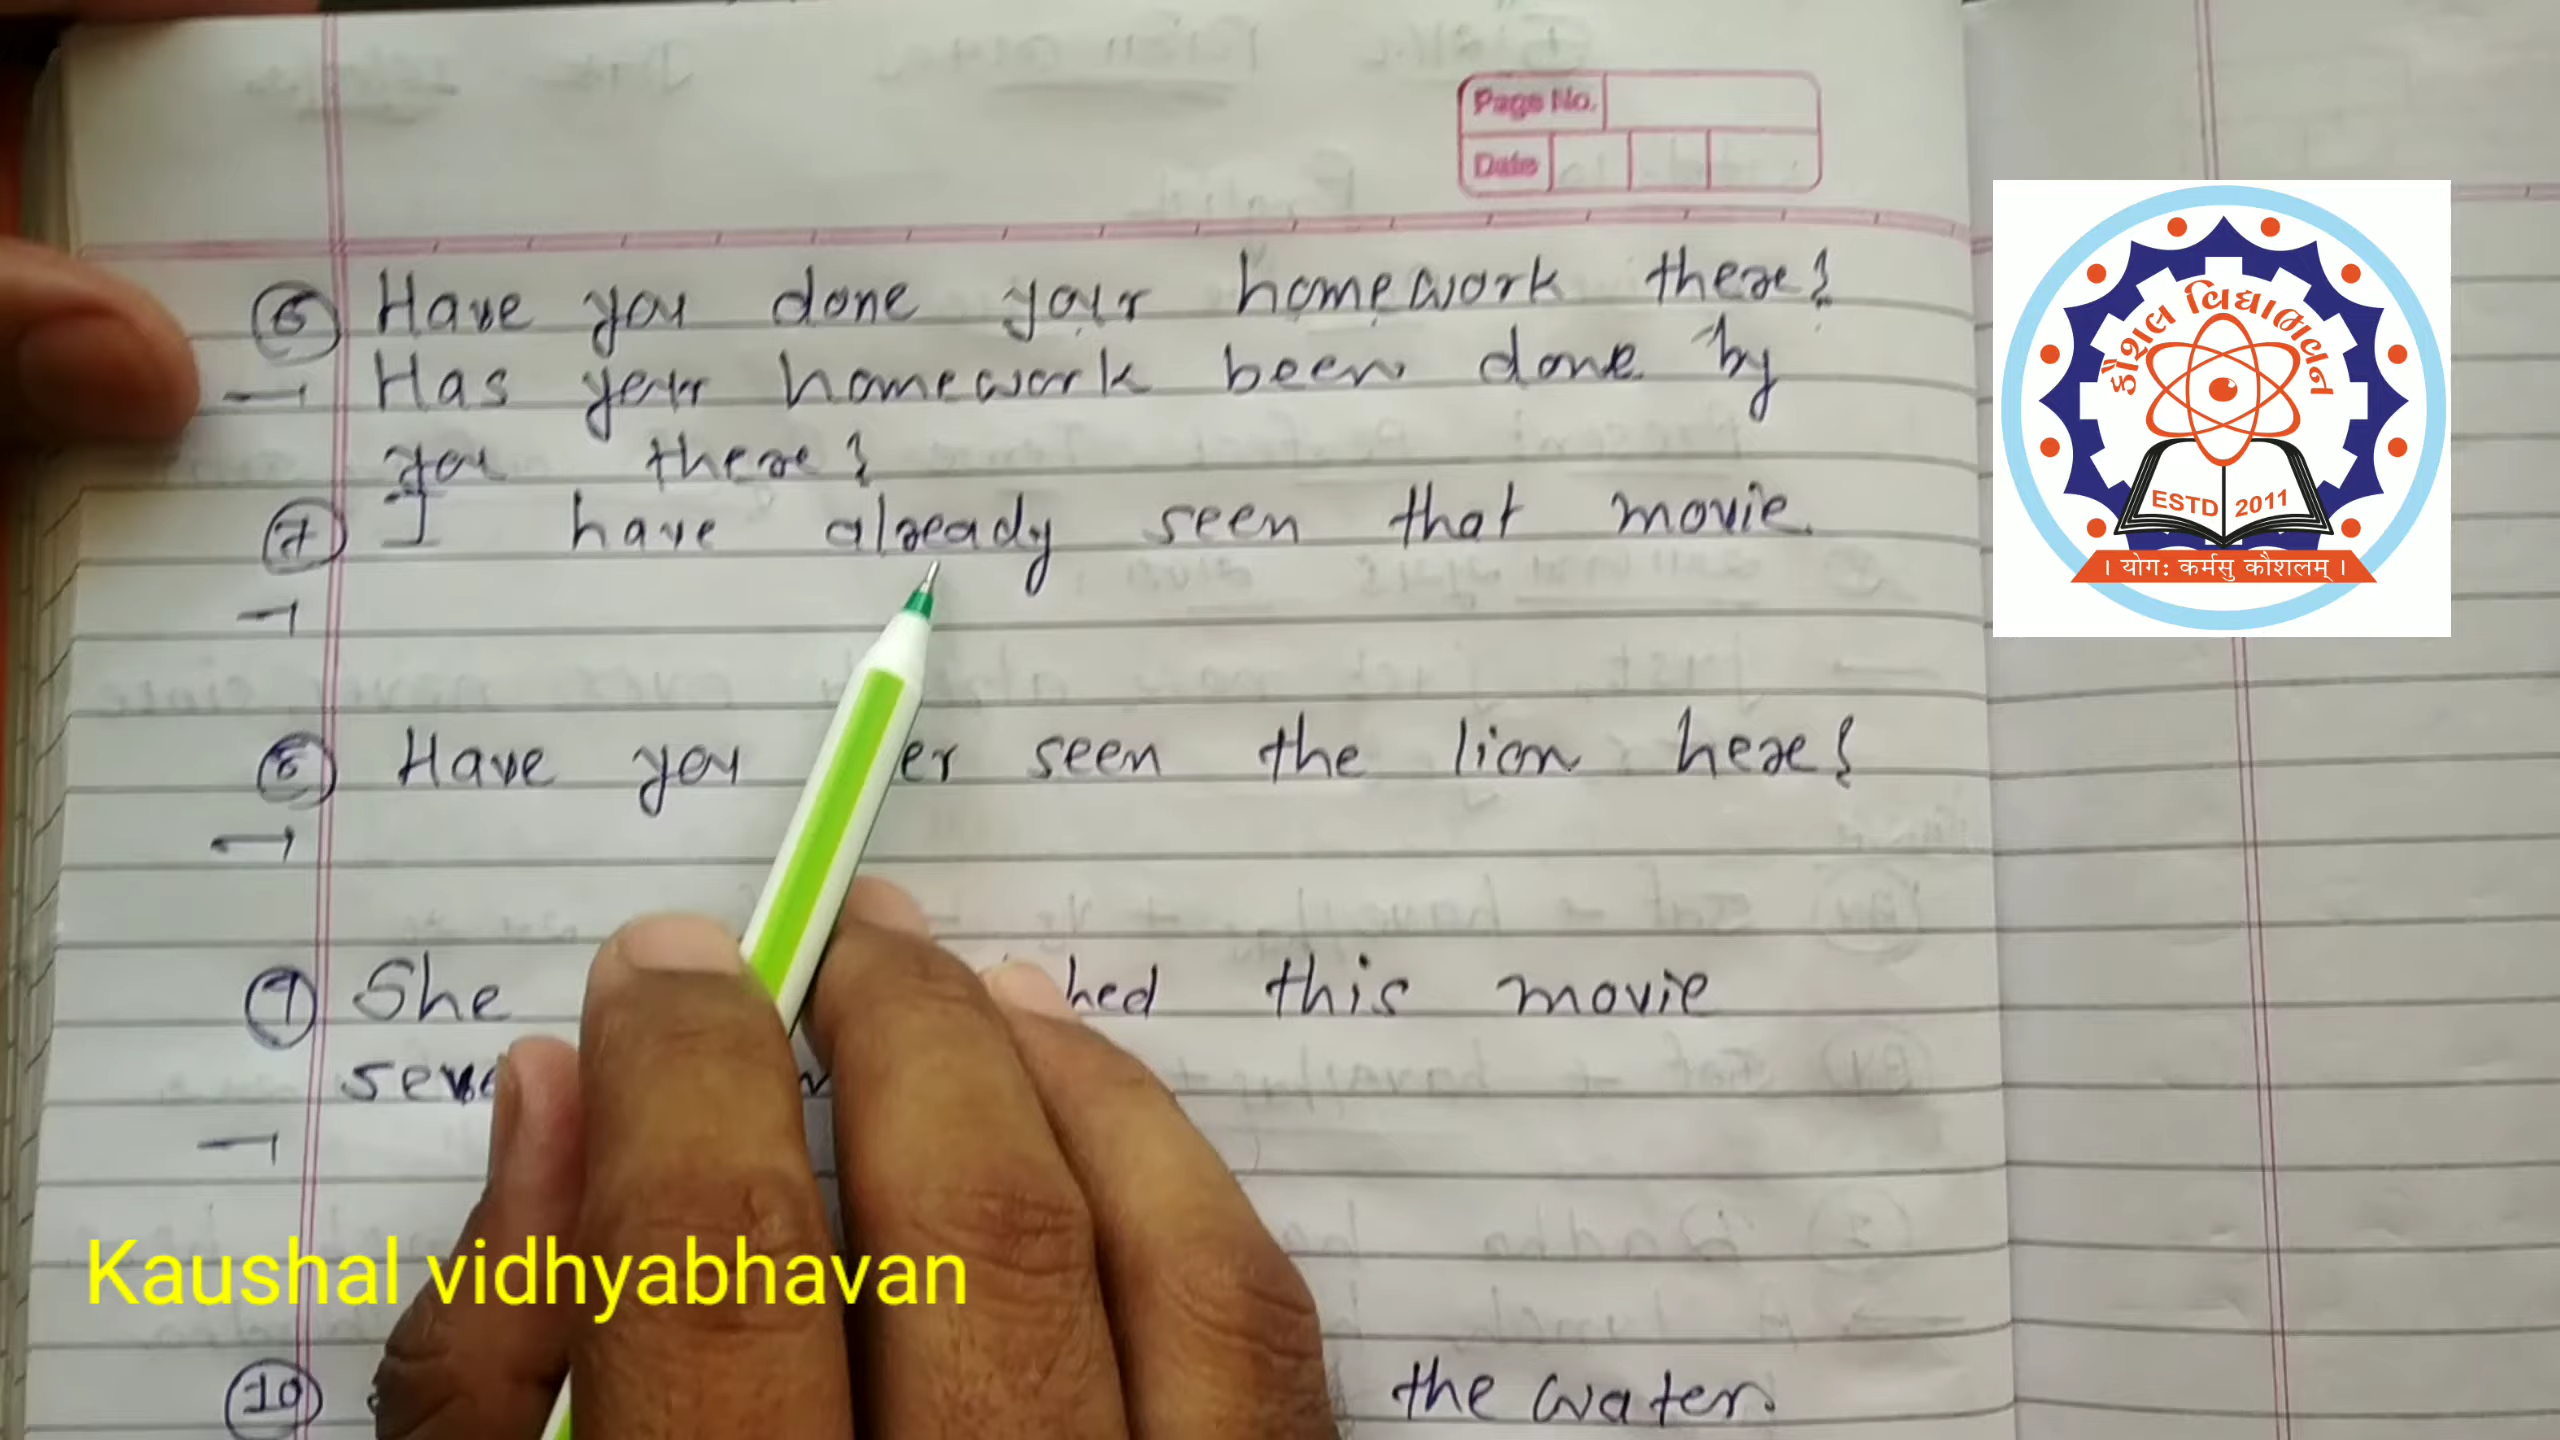 Page No.
Date
6 Have you done your homework there?
Has your homework been done by
you there?
7 I have already seen that movie.
8 Have you er seen the lion here?
9 She hed this movie
seve
10 the water.
કૌશલ વિદ્યાભવન
ESTD 2011
। योगः कर्मसु कौशलम् ।
Kaushal vidhyabhavan